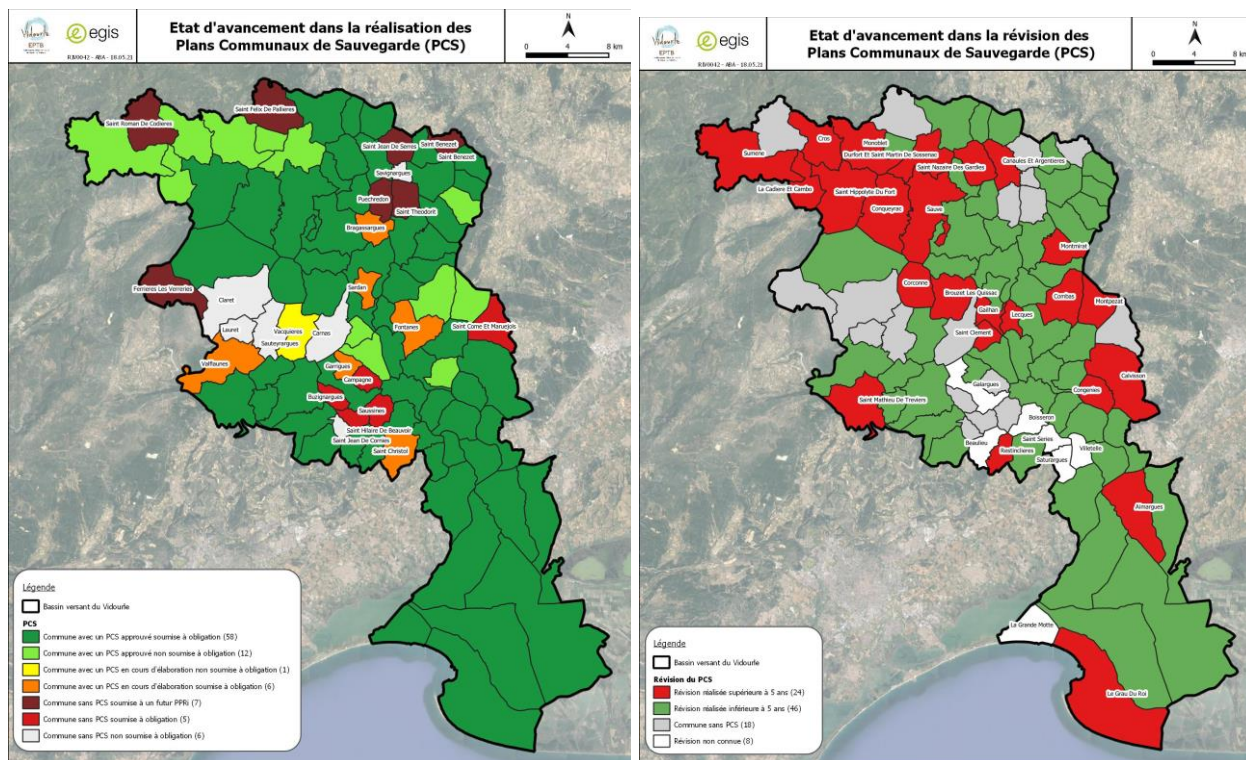 Vidourle
EPTB
egis
Etat d'avancement dans la réalisation des
Plans Communaux de Sauvegarde (PCS)
N
0 4 8 km
Saint Roman De Codieres
Saint Felix De Pallieres
Saint Jean De Serres
Saint Benezet
Saint Benezet
Savignargues
Puechredon
Saint Theodorit
Bragassargues
Ferrieres Les Verreries
Claret
Sardan
Lauret
Vacquieres
Carnas
Fontanes
Saint Come Et Maruejols
Sauteyrargues
Valflaunes
Garrigues
Campagne
Buzignargues
Saussines
Saint Hilaire De Beauvoir
Saint Jean De Cornies
Saint Christol
Légende
Bassin versant du Vidourle
PCS
Commune avec un PCS approuvé soumise à obligation (58)
Commune avec un PCS approuvé non soumise à obligation (12)
Commune avec un PCS en cours d'élaboration non soumise à obligation (1)
Commune avec un PCS en cours d'élaboration soumise à obligation (6)
Commune sans PCS soumise à un futur PPRi (7)
Commune sans PCS soumise à obligation (5)
Commune sans PCS non soumise à obligation (6)
Vidourle
EPTB
egis
Etat d'avancement dans la révision des
Plans Communaux de Sauvegarde (PCS)
N
0 4 8 km
Sumene
Cros
Monoblet
Durfort Et Saint Martin De Sossenac
Canaules Et Argentieres
Saint Nazaire Des Gardies
La Cadiere Et Cambo
Saint Hippolyte Du Fort
Conqueyrac
Sauve
Montmirat
Corconne
Brouzet Les Quissac
Gailhan
Lecques
Combas
Montpezat
Saint Clement
Calvisson
Congenies
Galargues
Saint Mathieu De Treviers
Boisseron
Beaulieu
Saint Series
Restinclieres
Villetelle
Saturargues
Aimargues
La Grande Motte
Le Grau Du Roi
Légende
Bassin versant du Vidourle
Révision du PCS
Révision réalisée supérieure à 5 ans (24)
Révision réalisée inférieure à 5 ans (46)
Commune sans PCS (18)
Révision non connue (8)